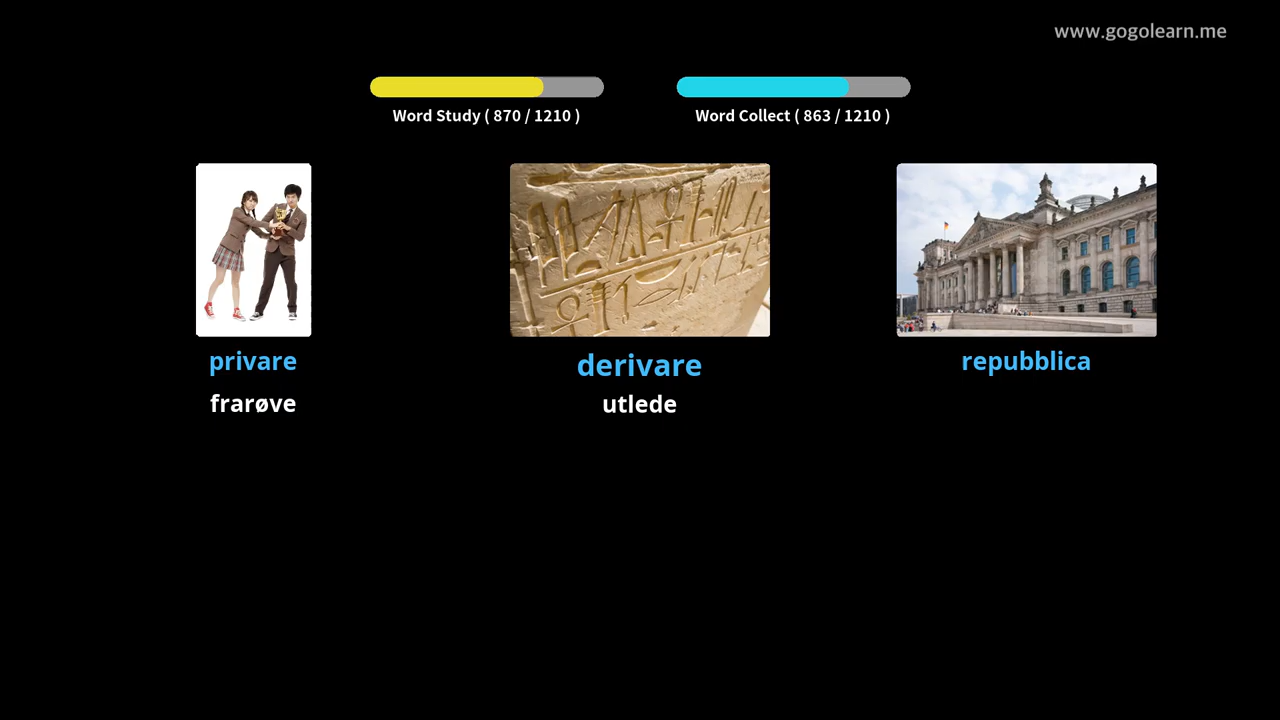 www.gogolearn.me
Word Study ( 870 / 1210 )
Word Collect ( 863 / 1210 )
privare
derivare
repubblica
frarøve
utlede